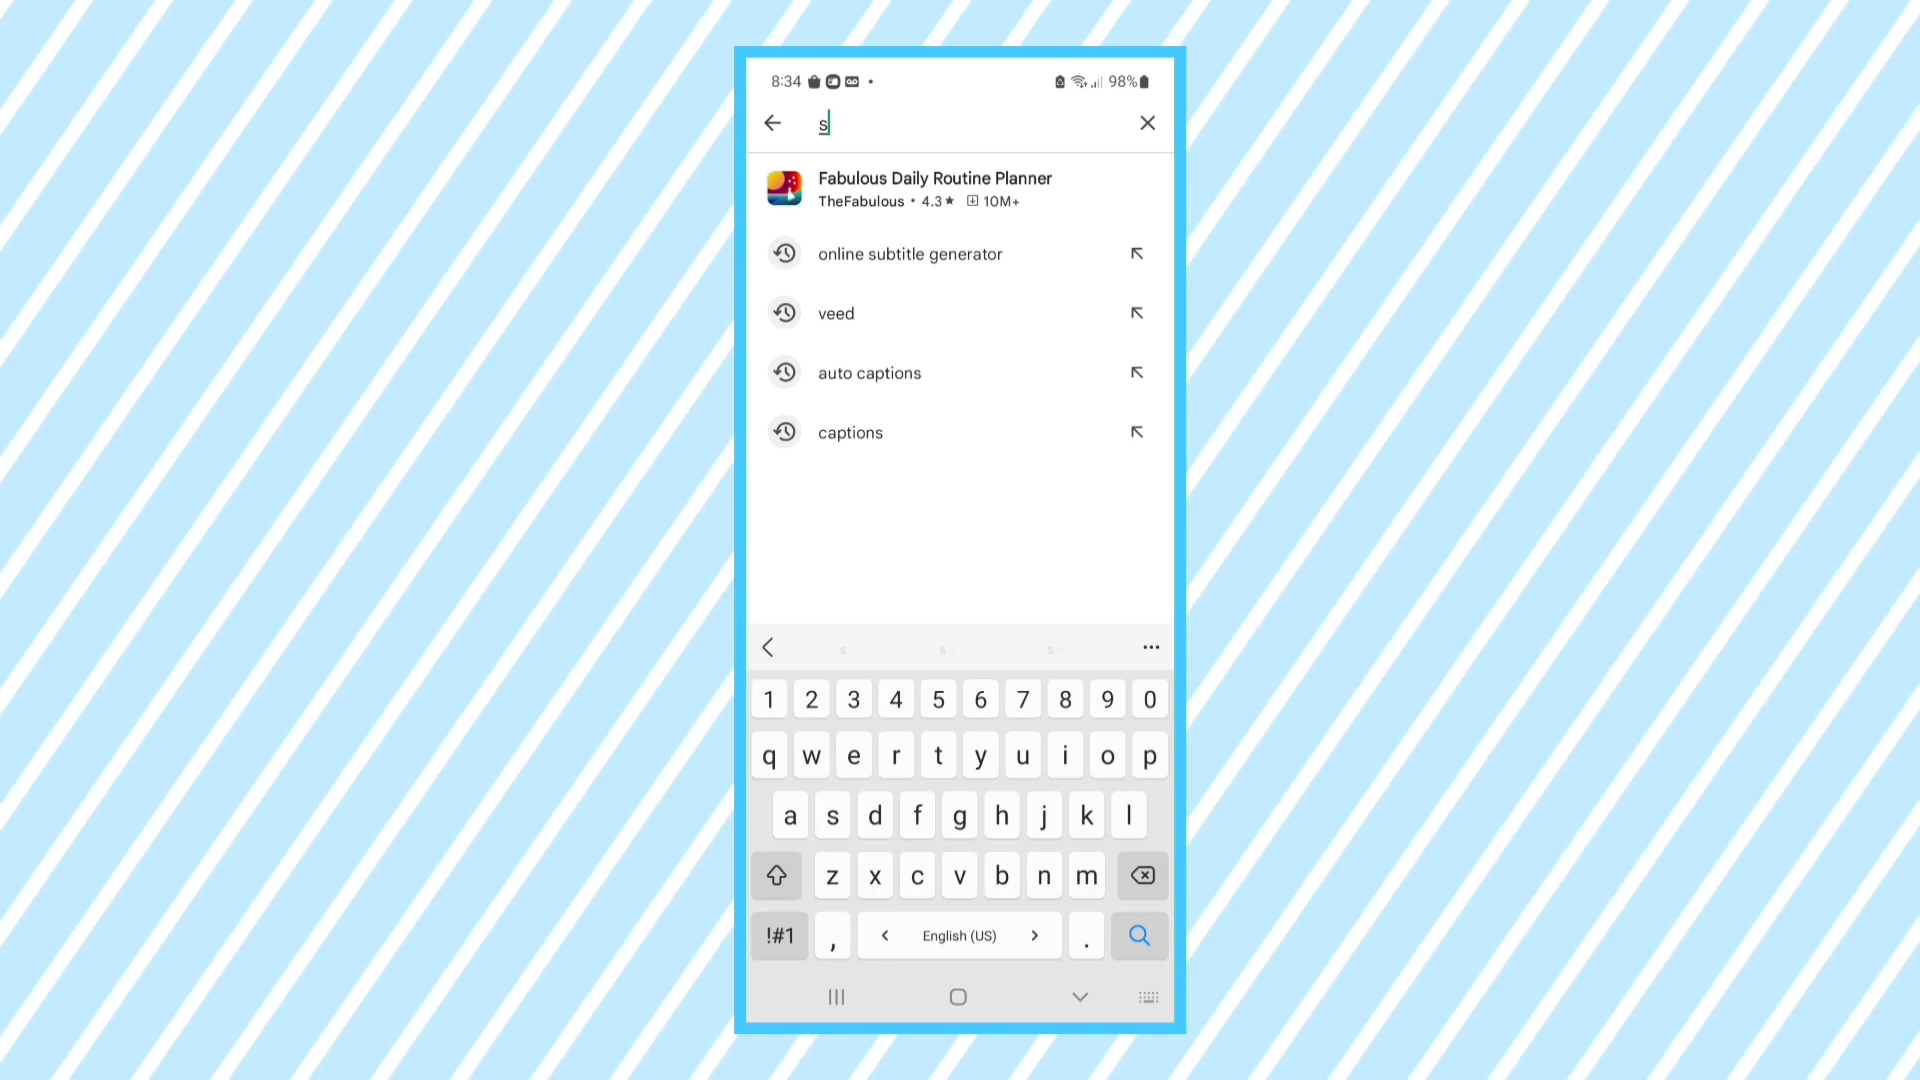 8:34 98%
s
Fabulous Daily Routine Planner
TheFabulous • 4.3★ 10M+
online subtitle generator
veed
auto captions
captions
s s s
1 2 3 4 5 6 7 8 9 0
q w e r t y u i o p
a s d f g h j k l
z x c v b n m
!#1 , < English (US) > .